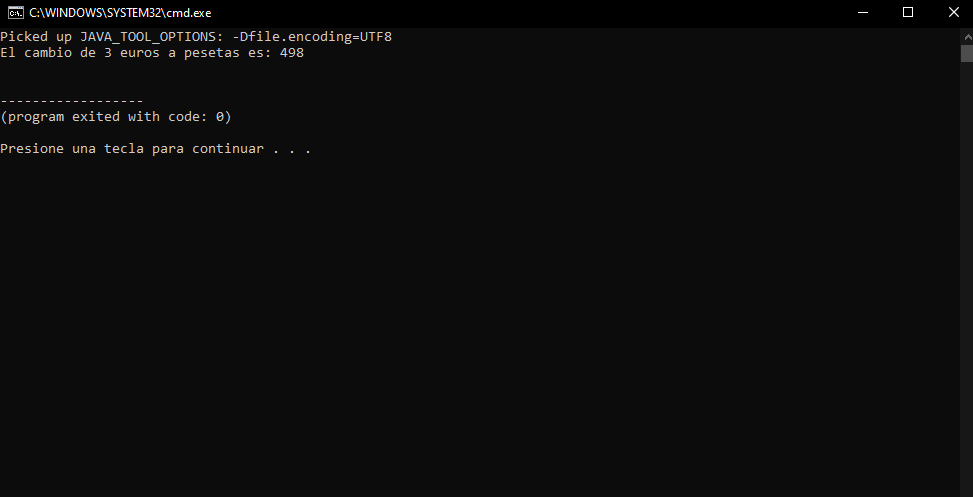 C:\WINDOWS\SYSTEM32\cmd.exe
Picked up JAVA_TOOL_OPTIONS: -Dfile.encoding=UTF8
El cambio de 3 euros a pesetas es: 498
------------------
(program exited with code: 0)
Presione una tecla para continuar . . .